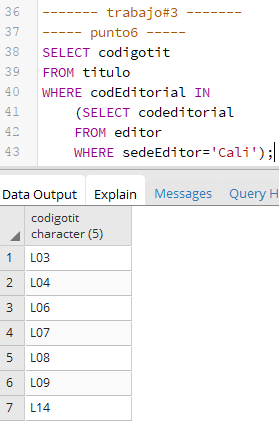 36 ------- trabajo#3 -------
37 ----- punto6 -----
38 SELECT codigotit
39 FROM titulo
40 WHERE codEditorial IN
41 (SELECT codeditorial
42 FROM editor
43 WHERE sedeEditor='Cali');
Data Output Explain Messages Query H
codigotit
character (5)
1 L03
2 L04
3 L06
4 L07
5 L08
6 L09
7 L14